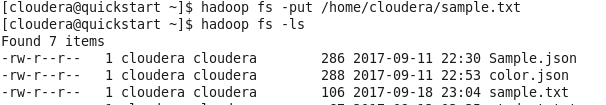 [cloudera@quickstart ~]$ hadoop fs -put /home/cloudera/sample.txt
[cloudera@quickstart ~]$ hadoop fs -ls
Found 7 items
-rw-r--r--   1 cloudera cloudera        286 2017-09-11 22:30 Sample.json
-rw-r--r--   1 cloudera cloudera        288 2017-09-11 22:53 color.json
-rw-r--r--   1 cloudera cloudera        106 2017-09-18 23:04 sample.txt